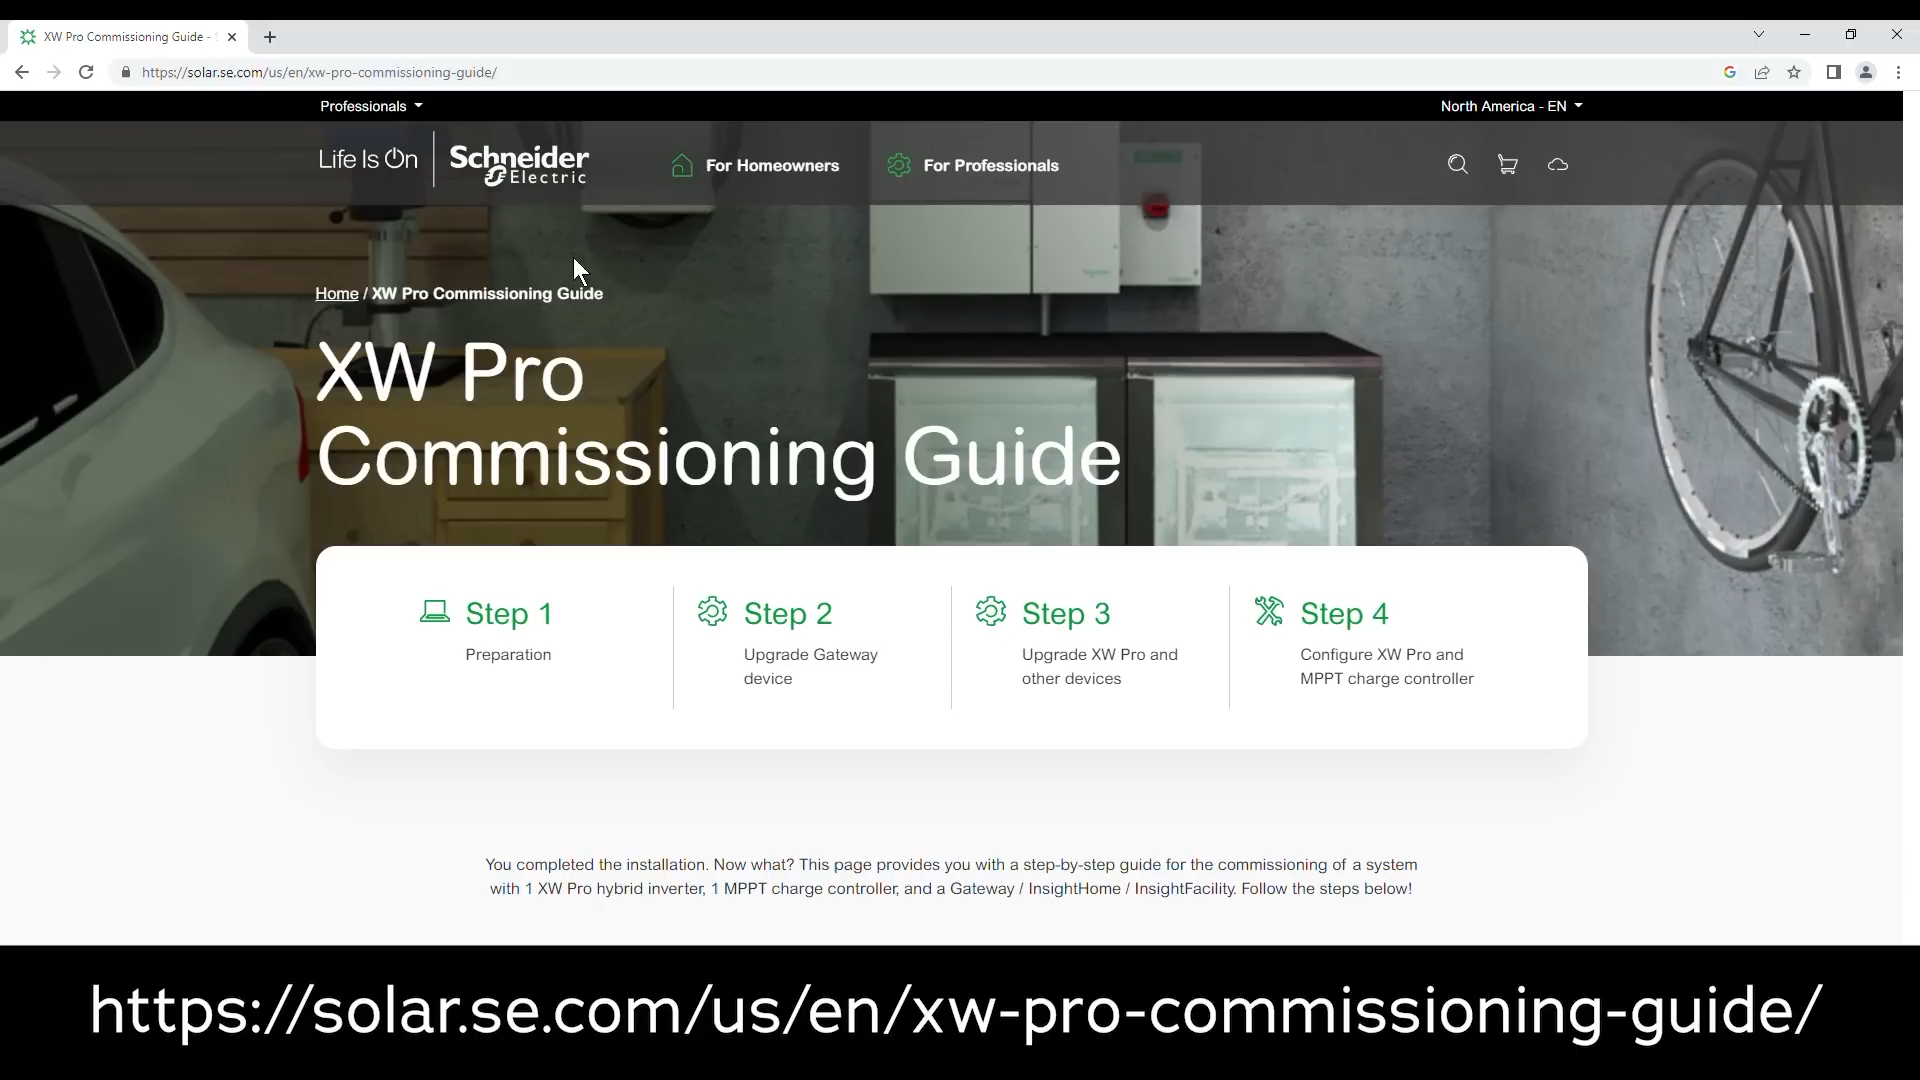 XW Pro Commissioning Guide -
https://solar.se.com/us/en/xw-pro-commissioning-guide/
Professionals
North America - EN
Life Is On
Schneider
Electric
For Homeowners
For Professionals
Home / XW Pro Commissioning Guide
XW Pro
Commissioning Guide
Step 1
Preparation
Step 2
Upgrade Gateway
device
Step 3
Upgrade XW Pro and
other devices
Step 4
Configure XW Pro and
MPPT charge controller
You completed the installation. Now what? This page provides you with a step-by-step guide for the commissioning of a system
with 1 XW Pro hybrid inverter, 1 MPPT charge controller, and a Gateway / InsightHome / InsightFacility. Follow the steps below!
https://solar.se.com/us/en/xw-pro-commissioning-guide/